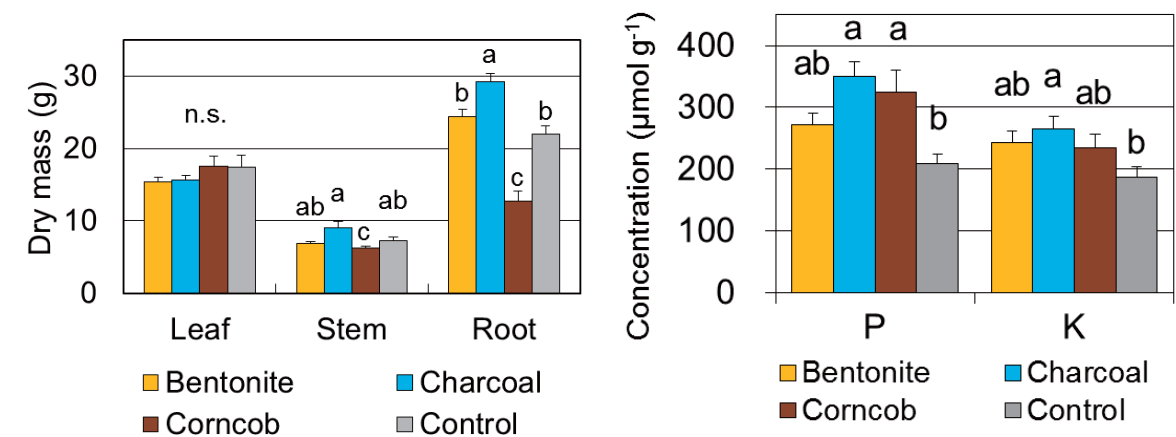 Dry mass (g)
30
20
10
0
n.s.
ab
a
c
ab
b
a
c
b
Leaf Stem Root
Bentonite Charcoal
Corncob Control
Concentration (µmol g-1)
400
300
200
100
0
ab
a
a
b
ab
a
ab
b
P K
Bentonite Charcoal
Corncob Control